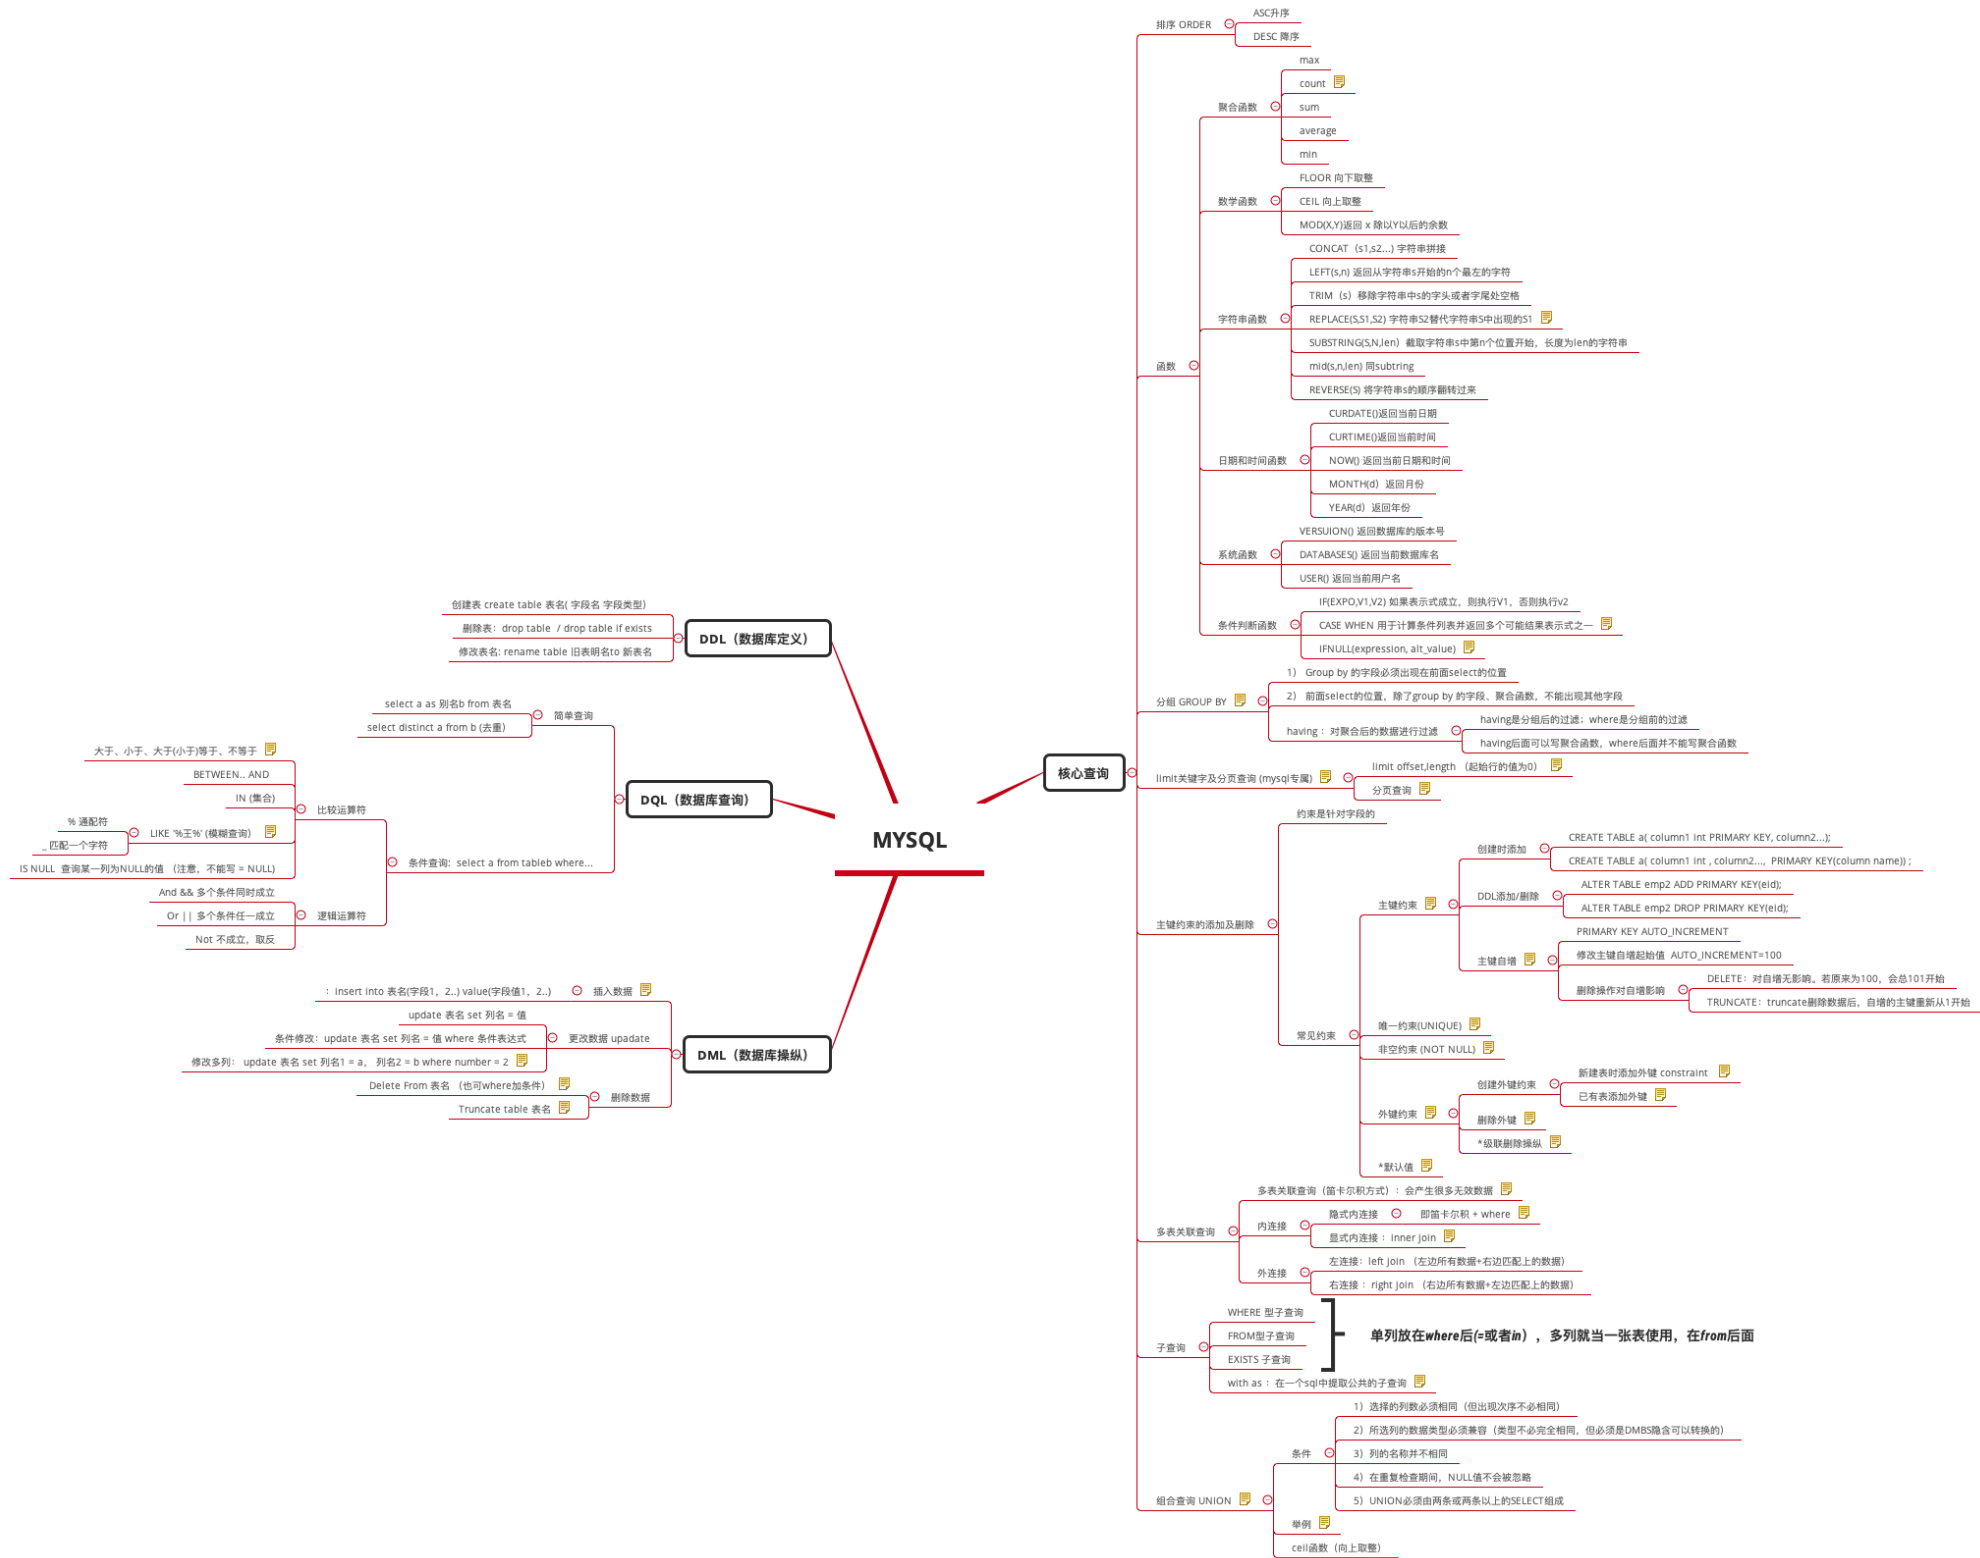 MYSQL
DDL（数据库定义）
创建表 create table 表名( 字段名 字段类型)
删除表：drop table  / drop table if exists
修改表名: rename table 旧表明名to 新表名
DQL（数据库查询）
简单查询
select a as 别名b from 表名
select distinct a from b (去重)
条件查询:  select a from tableb where...
比较运算符
大于、小于、大于(小于)等于、不等于
BETWEEN.. AND
IN (集合)
LIKE '%王%' (模糊查询)
% 通配符
_ 匹配一个字符
IS NULL  查询某一列为NULL的值 （注意，不能写 = NULL)
逻辑运算符
And && 多个条件同时成立
Or || 多个条件任一成立
Not 不成立，取反
DML（数据库操纵）
插入数据
：insert into 表名(字段1，2..) value(字段值1，2..)
更改数据 upadate
update 表名 set 列名 = 值
条件修改：update 表名 set 列名 = 值 where 条件表达式
修改多列： update 表名 set 列名1 = a， 列名2 = b where number = 2
删除数据
Delete From 表名 （也可where加条件）
Truncate table 表名
核心查询
排序 ORDER
ASC升序
DESC 降序
函数
聚合函数
max
count
sum
average
min
数学函数
FLOOR 向下取整
CEIL 向上取整
MOD(X,Y)返回 x 除以Y以后的余数
字符串函数
CONCAT（s1,s2...) 字符串拼接
LEFT(s,n) 返回从字符串s开始的n个最左的字符
TRIM（s）移除字符串中s的字头或者字尾处空格
REPLACE(S,S1,S2) 字符串S2替代字符串S中出现的S1
SUBSTRING(S,N,len）截取字符串s中第n个位置开始，长度为len的字符串
mid(s,n,len) 同subtring
REVERSE(S) 将字符串s的顺序翻转过来
日期和时间函数
CURDATE()返回当前日期
CURTIME()返回当前时间
NOW() 返回当前日期和时间
MONTH(d）返回月份
YEAR(d）返回年份
系统函数
VERSUION() 返回数据库的版本号
DATABASES() 返回当前数据库名
USER() 返回当前用户名
条件判断函数
IF(EXPO,V1,V2) 如果表示式成立，则执行V1，否则执行v2
CASE WHEN 用于计算条件列表并返回多个可能结果表示式之一
IFNULL(expression, alt_value)
分组 GROUP BY
1） Group by 的字段必须出现在前面select的位置
2） 前面select的位置，除了group by 的字段、聚合函数，不能出现其他字段
having ：对聚合后的数据进行过滤
having是分组后的过滤；where是分组前的过滤
having后面可以写聚合函数，where后面并不能写聚合函数
limit关键字及分页查询 (mysql专属)
limit offset,length （起始行的值为0）
分页查询
主键约束的添加及删除
约束是针对字段的
常见约束
主键约束
创建时添加
CREATE TABLE a( column1 int PRIMARY KEY, column2...);
CREATE TABLE a( column1 int , column2...,  PRIMARY KEY(column name)) ;
DDL添加/删除
ALTER TABLE emp2 ADD PRIMARY KEY(eid);
ALTER TABLE emp2 DROP PRIMARY KEY(eid);
主键自增
PRIMARY KEY AUTO_INCREMENT
修改主键自增起始值  AUTO_INCREMENT=100
删除操作对自增影响
DELETE：对自增无影响。若原来为100，会总101开始
TRUNCATE：truncate删除数据后，自增的主键重新从1开始
唯一约束(UNIQUE)
非空约束 (NOT NULL)
外键约束
创建外键约束
新建表时添加外键 constraint
已有表添加外键
删除外键
*级联删除操纵
*默认值
多表关联查询
多表关联查询（笛卡尔积方式）：会产生很多无效数据
内连接
隐式内连接
即笛卡尔积 + where
显式内连接 ：inner join
外连接
左连接：left join （左边所有数据+右边匹配上的数据）
右连接 ：right join （右边所有数据+左边匹配上的数据）
子查询
WHERE 型子查询
FROM型子查询
EXISTS 子查询
单列放在where后(=或者in），多列就当一张表使用，在from后面
with as ：在一个sql中提取公共的子查询
组合查询 UNION
条件
1）选择的列数必须相同（但出现次序不必相同）
2）所选列的数据类型必须兼容（类型不必完全相同，但必须是DMBS隐含可以转换的）
3）列的名称并不相同
4）在重复检查期间，NULL值不会被忽略
5）UNION必须由两条或两条以上的SELECT组成
举例
ceil函数（向上取整）